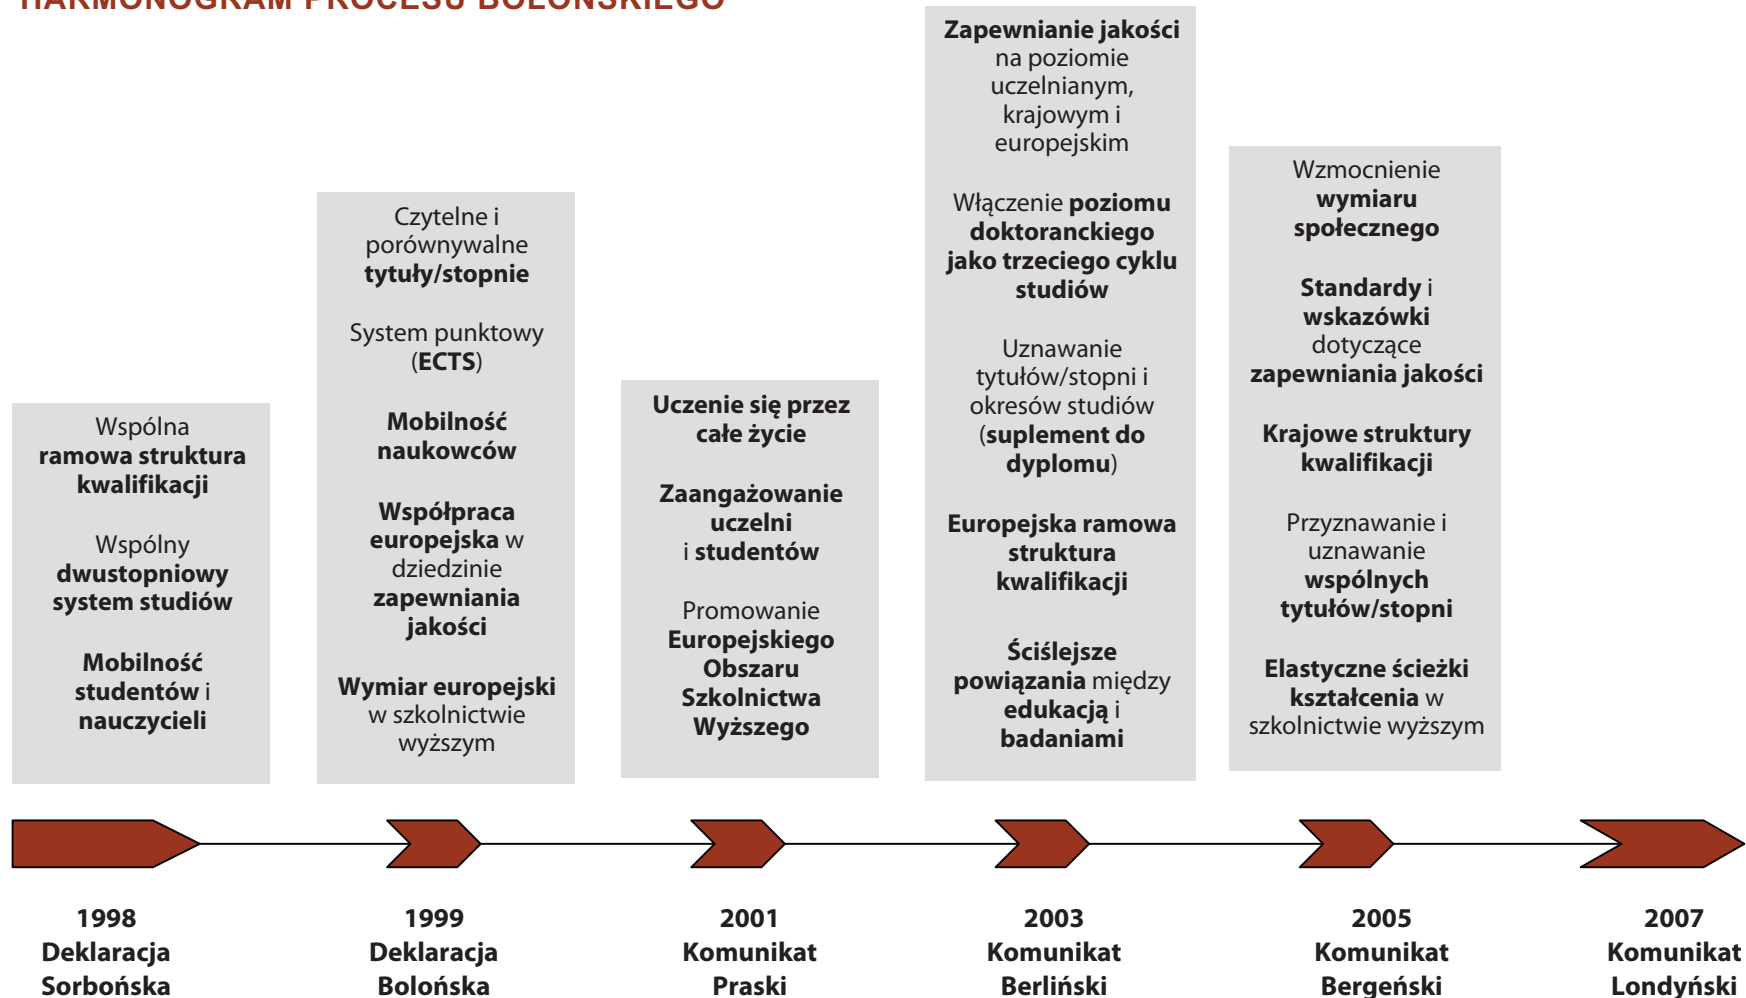 HARMONOGRAM PROCESU BOLOŃSKIEGO
Wspólna
ramowa struktura
kwalifikacji
Wspólny
dwustopniowy
system studiów
Mobilność
studentów i
nauczycieli
Czytelne i
porównywalne
tytuły/stopnie
System punktowy
(ECTS)
Mobilność
naukowców
Współpraca
europejska w
dziedzinie
zapewniania
jakości
Wymiar europejski
w szkolnictwie
wyższym
Uczenie się przez
całe życie
Zaangażowanie
uczelni
i studentów
Promowanie
Europejskiego
Obszaru
Szkolnictwa
Wyższego
Zapewnianie jakości
na poziomie
uczelnianym,
krajowym i
europejskim
Włączenie poziomu
doktoranckiego
jako trzeciego cyklu
studiów
Uznawanie
tytułów/stopni i
okresów studiów
(suplement do
dyplomu)
Europejska ramowa
struktura
kwalifikacji
Ściślejsze
powiązania między
edukacją i
badaniami
Wzmocnienie
wymiaru
społecznego
Standardy i
wskazówki
dotyczące
zapewniania jakości
Krajowe struktury
kwalifikacji
Przyznawanie i
uznawanie
wspólnych
tytułów/stopni
Elastyczne ścieżki
kształcenia w
szkolnictwie wyższym
1998
Deklaracja
Sorbońska
1999
Deklaracja
Bolońska
2001
Komunikat
Praski
2003
Komunikat
Berliński
2005
Komunikat
Bergeński
2007
Komunikat
Londyński